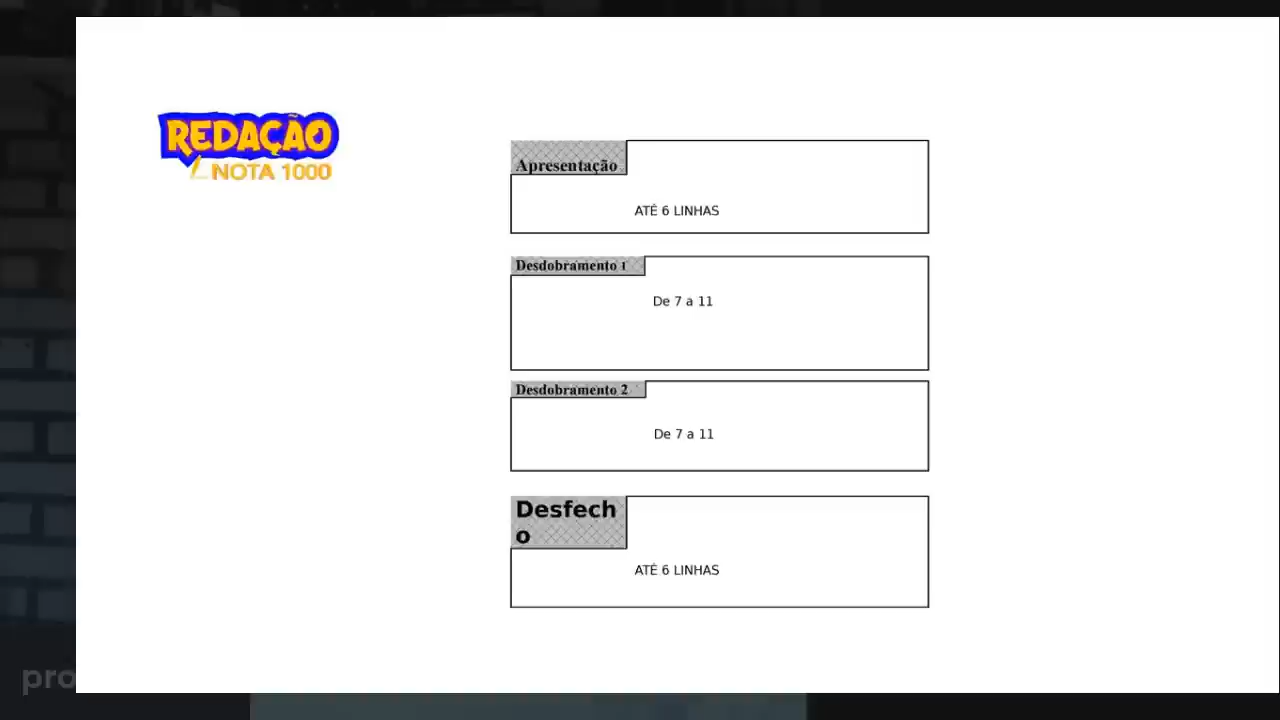 REDAÇÃO
NOTA 1000
Apresentação
ATÉ 6 LINHAS
Desdobramento 1
De 7 a 11
Desdobramento 2
De 7 a 11
Desfech
o
ATÉ 6 LINHAS
pro